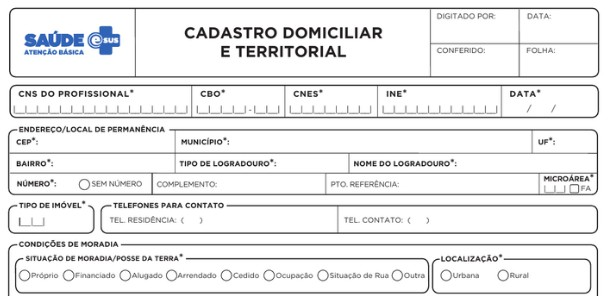 SAÚDE e SUS
ATENÇÃO BÁSICA
CADASTRO DOMICILIAR
E TERRITORIAL
DIGITADO POR: DATA:
CONFERIDO: FOLHA:
CNS DO PROFISSIONAL* CBO* CNES* INE* DATA*
- / /
ENDEREÇO/LOCAL DE PERMANÊNCIA
CEP*: MUNICÍPIO*: UF*:
BAIRRO*: TIPO DE LOGRADOURO*: NOME DO LOGRADOURO*:
NÚMERO*: SEM NÚMERO COMPLEMENTO: PTO. REFERÊNCIA: MICROÁREA*
FA
TIPO DE IMÓVEL* TELEFONES PARA CONTATO
TEL. RESIDÊNCIA: ( ) TEL. CONTATO: ( )
CONDIÇÕES DE MORADIA
SITUAÇÃO DE MORADIA/POSSE DA TERRA* LOCALIZAÇÃO*
Próprio Financiado Alugado Arrendado Cedido Ocupação Situação de Rua Outra Urbana Rural